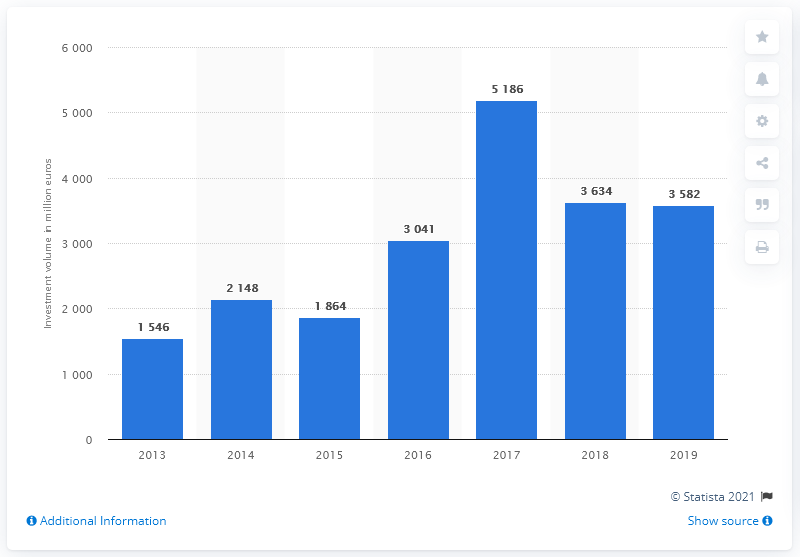 6 000
5 186
5 000
4 000
3 634
3 582
3 041
3 000
2 148
2 000
1 864
1 546
1 000
0
Investment volume in million euros
2013 2014 2015 2016 2017 2018 2019
© Statista 2021
Additional Information
Show source